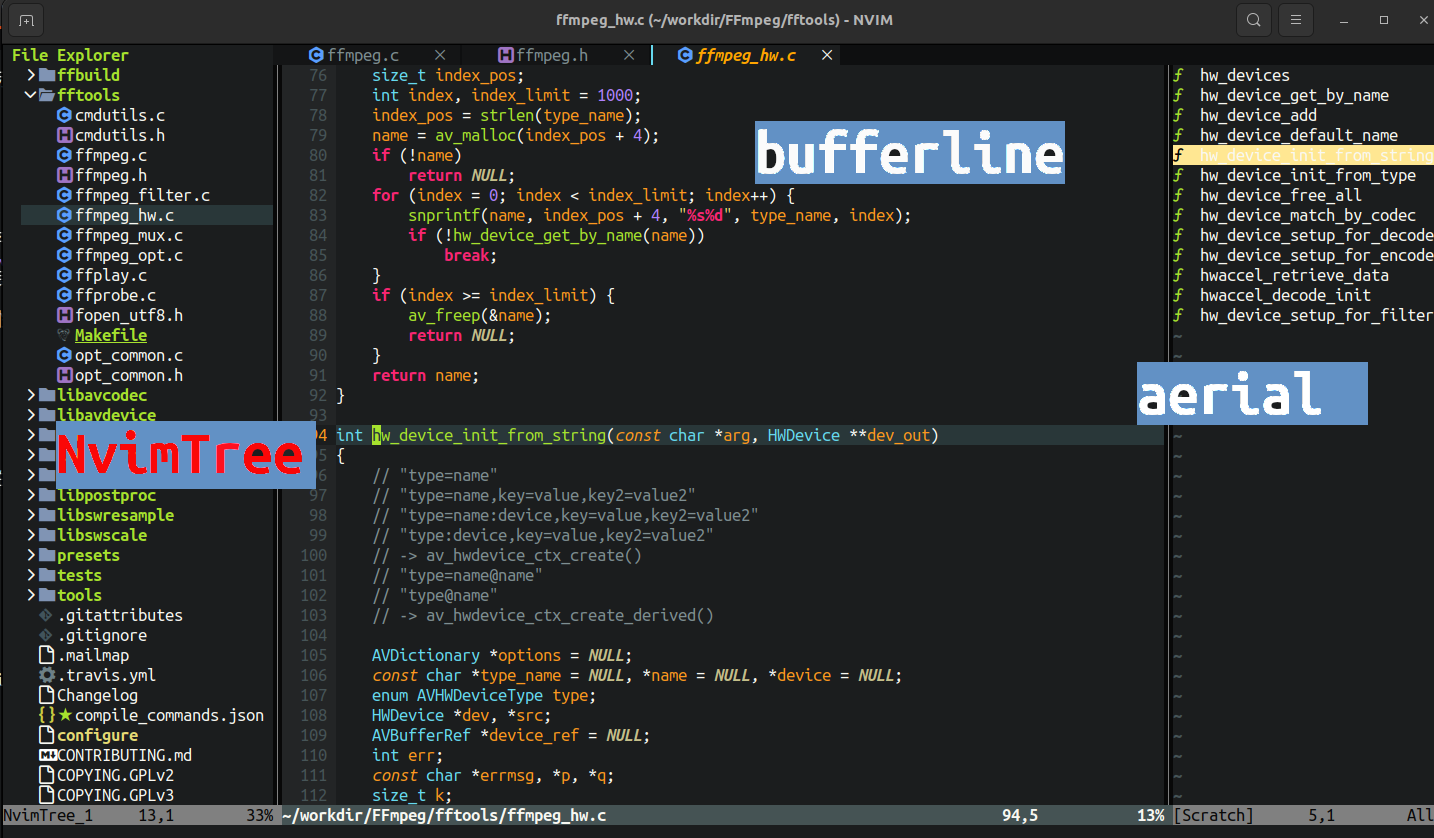 ffmpeg_hw.c (~/workdir/FFmpeg/fftools) - NVIM
File Explorer
ffbuild
fftools
cmdutils.c
cmdutils.h
ffmpeg.c
ffmpeg.h
ffmpeg_filter.c
ffmpeg_hw.c
ffmpeg_mux.c
ffmpeg_opt.c
ffplay.c
ffprobe.c
fopen_utf8.h
Makefile
opt_common.c
opt_common.h
libavcodec
libavdevice
NvimTree
libpostproc
libswresample
libswscale
presets
tests
tools
.gitattributes
.gitignore
.mailmap
.travis.yml
Changelog
{}★compile_commands.json
configure
CONTRIBUTING.md
COPYING.GPLv2
COPYING.GPLv3
NvimTree_1 13,1 33%
ffmpeg.c ffmpeg.h ffmpeg_hw.c
76 size_t index_pos;
77 int index, index_limit = 1000;
78 index_pos = strlen(type_name);
79 name = av_malloc(index_pos + 4);
80 if (!name)
81 return NULL;
82 for (index = 0; index < index_limit; index++) {
83 snprintf(name, index_pos + 4, "%s%d", type_name, index);
84 if (!hw_device_get_by_name(name))
85 break;
86 }
87 if (index >= index_limit) {
88 av_freep(&name);
89 return NULL;
90 }
91 return name;
92 }
93
94 int hw_device_init_from_string(const char *arg, HWDevice **dev_out)
95 {
96 // "type=name"
97 // "type=name,key=value,key2=value2"
98 // "type=name:device,key=value,key2=value2"
99 // "type:device,key=value,key2=value2"
100 // -> av_hwdevice_ctx_create()
101 // "type=name@name"
102 // "type@name"
103 // -> av_hwdevice_ctx_create_derived()
104
105 AVDictionary *options = NULL;
106 const char *type_name = NULL, *name = NULL, *device = NULL;
107 enum AVHWDeviceType type;
108 HWDevice *dev, *src;
109 AVBufferRef *device_ref = NULL;
110 int err;
111 const char *errmsg, *p, *q;
112 size_t k;
~/workdir/FFmpeg/fftools/ffmpeg_hw.c 94,5 13%
bufferline
ƒ hw_devices
ƒ hw_device_get_by_name
ƒ hw_device_add
ƒ hw_device_default_name
ƒ hw_device_init_from_string
ƒ hw_device_init_from_type
ƒ hw_device_free_all
ƒ hw_device_match_by_codec
ƒ hw_device_setup_for_decode
ƒ hw_device_setup_for_encode
ƒ hwaccel_retrieve_data
ƒ hwaccel_decode_init
ƒ hw_device_setup_for_filter
aerial
[Scratch] 5,1 All